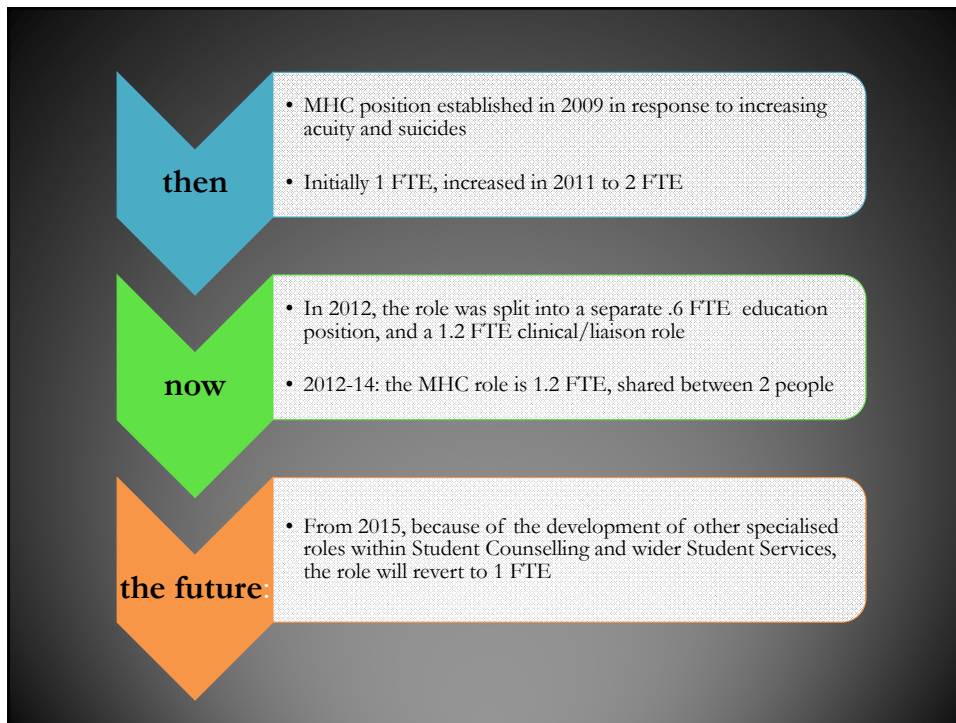 then
• MHC position established in 2009 in response to increasing
acuity and suicides
• Initially 1 FTE, increased in 2011 to 2 FTE
now
• In 2012, the role was split into a separate .6 FTE education
position, and a 1.2 FTE clinical/liaison role
• 2012-14: the MHC role is 1.2 FTE, shared between 2 people
the future:
• From 2015, because of the development of other specialised
roles within Student Counselling and wider Student Services,
the role will revert to 1 FTE